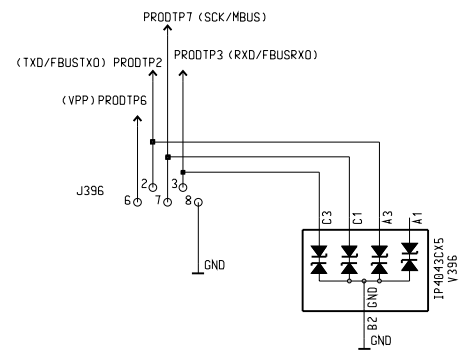 PRODTP7 (SCK/MBUS)
PRODTP3 (RXD/FBUSRXO)
(TXD/FBUSTXO) PRODTP2
(VPP) PRODTP6
J396
2
3
6
7
8
GND
C3
C1
A3
A1
GND
IP4043CX5
V396
B2
GND